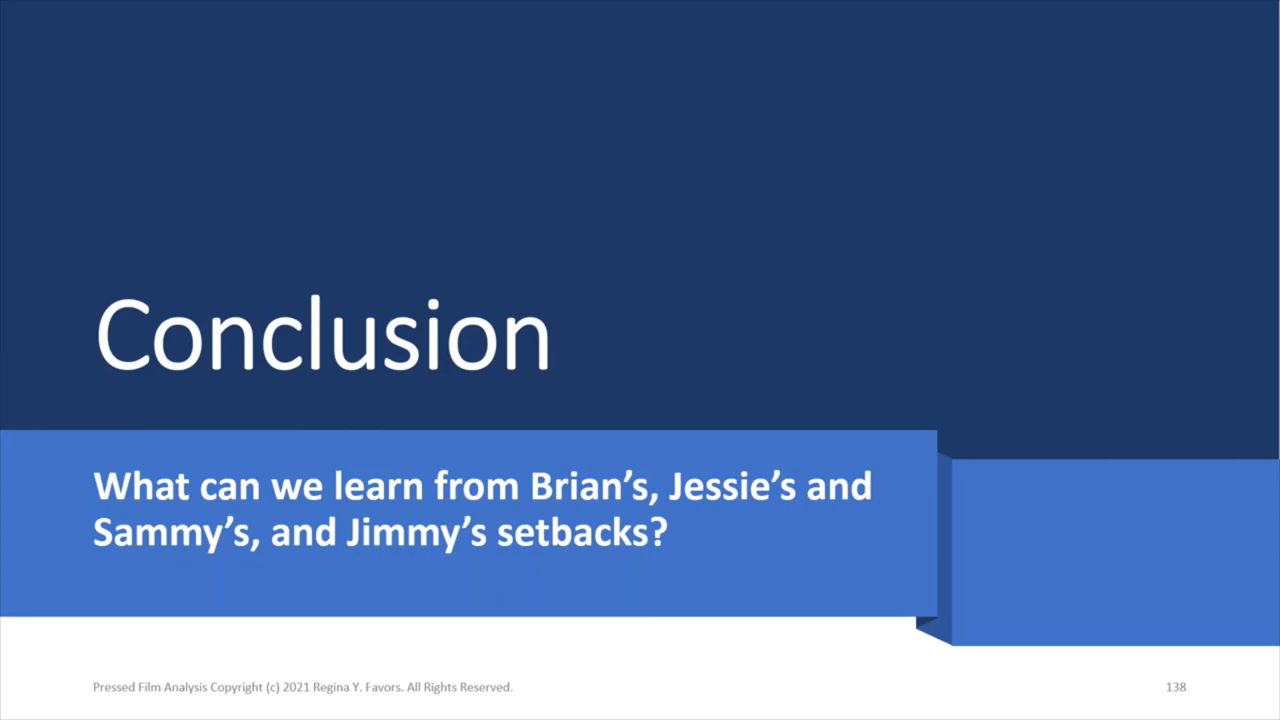 Conclusion
What can we learn from Brian’s, Jessie’s and
Sammy’s, and Jimmy’s setbacks?
Pressed Film Analysis Copyright (c) 2021 Regina Y. Favors. All Rights Reserved.
138